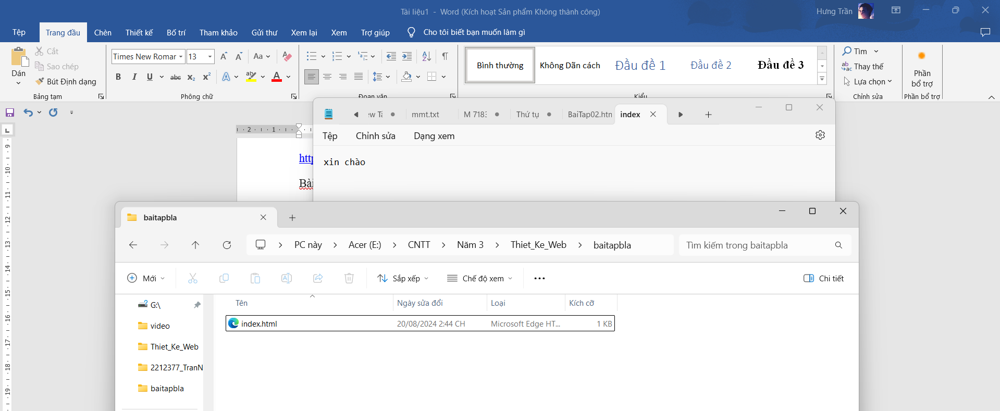 Tài liệu1 - Word (Kích hoạt Sản phẩm Không thành công)
Hưng Trần
Tệp Trang đầu Chèn Thiết kế Bố trí Tham khảo Gửi thư Xem lại Xem Trợ giúp Cho tôi biết bạn muốn làm gì
Dán
Cắt
Sao chép
Bút Định dạng
Bảng tạm
Times New Romar 13
Phông chữ
Đoạn văn
Bình thường Không Dãn cách Đầu đề 1 Đầu đề 2 Đầu đề 3
Kiểu
Tìm
Thay thế
Lựa chọn
Chỉnh sửa
Phần bổ trợ
Phần bổ trợ
2 1
9
10
11
12
13
14
15
16
17
18
19
http
Bài
mmt.txt M 718 Thứ tự BaiTap02.htn index
Tệp Chỉnh sửa Dạng xem
xin chào
baitapbla
PC này > Acer (E:) > CNTT > Năm 3 > Thiet_Ke_Web > baitapbla
Tìm kiếm trong baitapbla
Mới Sắp xếp Chế độ xem ... Chi tiết
G:\
video
Thiet_Ke_Web
2212377_TranN
baitapbla
Tên Ngày sửa đổi Loại Kích cỡ
index.html 20/08/2024 2:44 CH Microsoft Edge HT... 1 KB